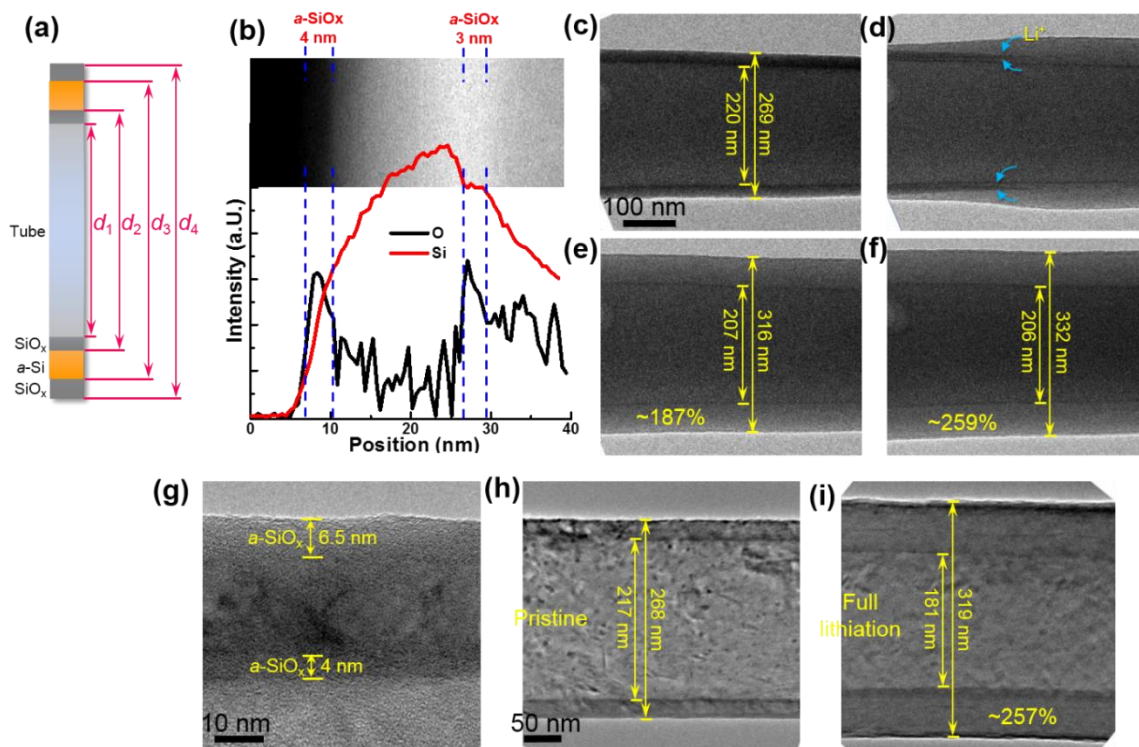 (a)
d1
d2
d3
d4
Tube
SiOx
a-Si
SiOx
(b)
a-SiOx
4 nm
a-SiOx
3 nm
O
Si
Intensity (a.U.)
0
10
20
30
40
Position (nm)
(c)
220 nm
269 nm
100 nm
(d)
Li+
(e)
207 nm
316 nm
~187%
(f)
206 nm
332 nm
~259%
(g)
a-SiOx
6.5 nm
a-SiOx
4 nm
10 nm
(h)
Pristine
217 nm
268 nm
50 nm
(i)
Full
lithiation
181 nm
319 nm
~257%